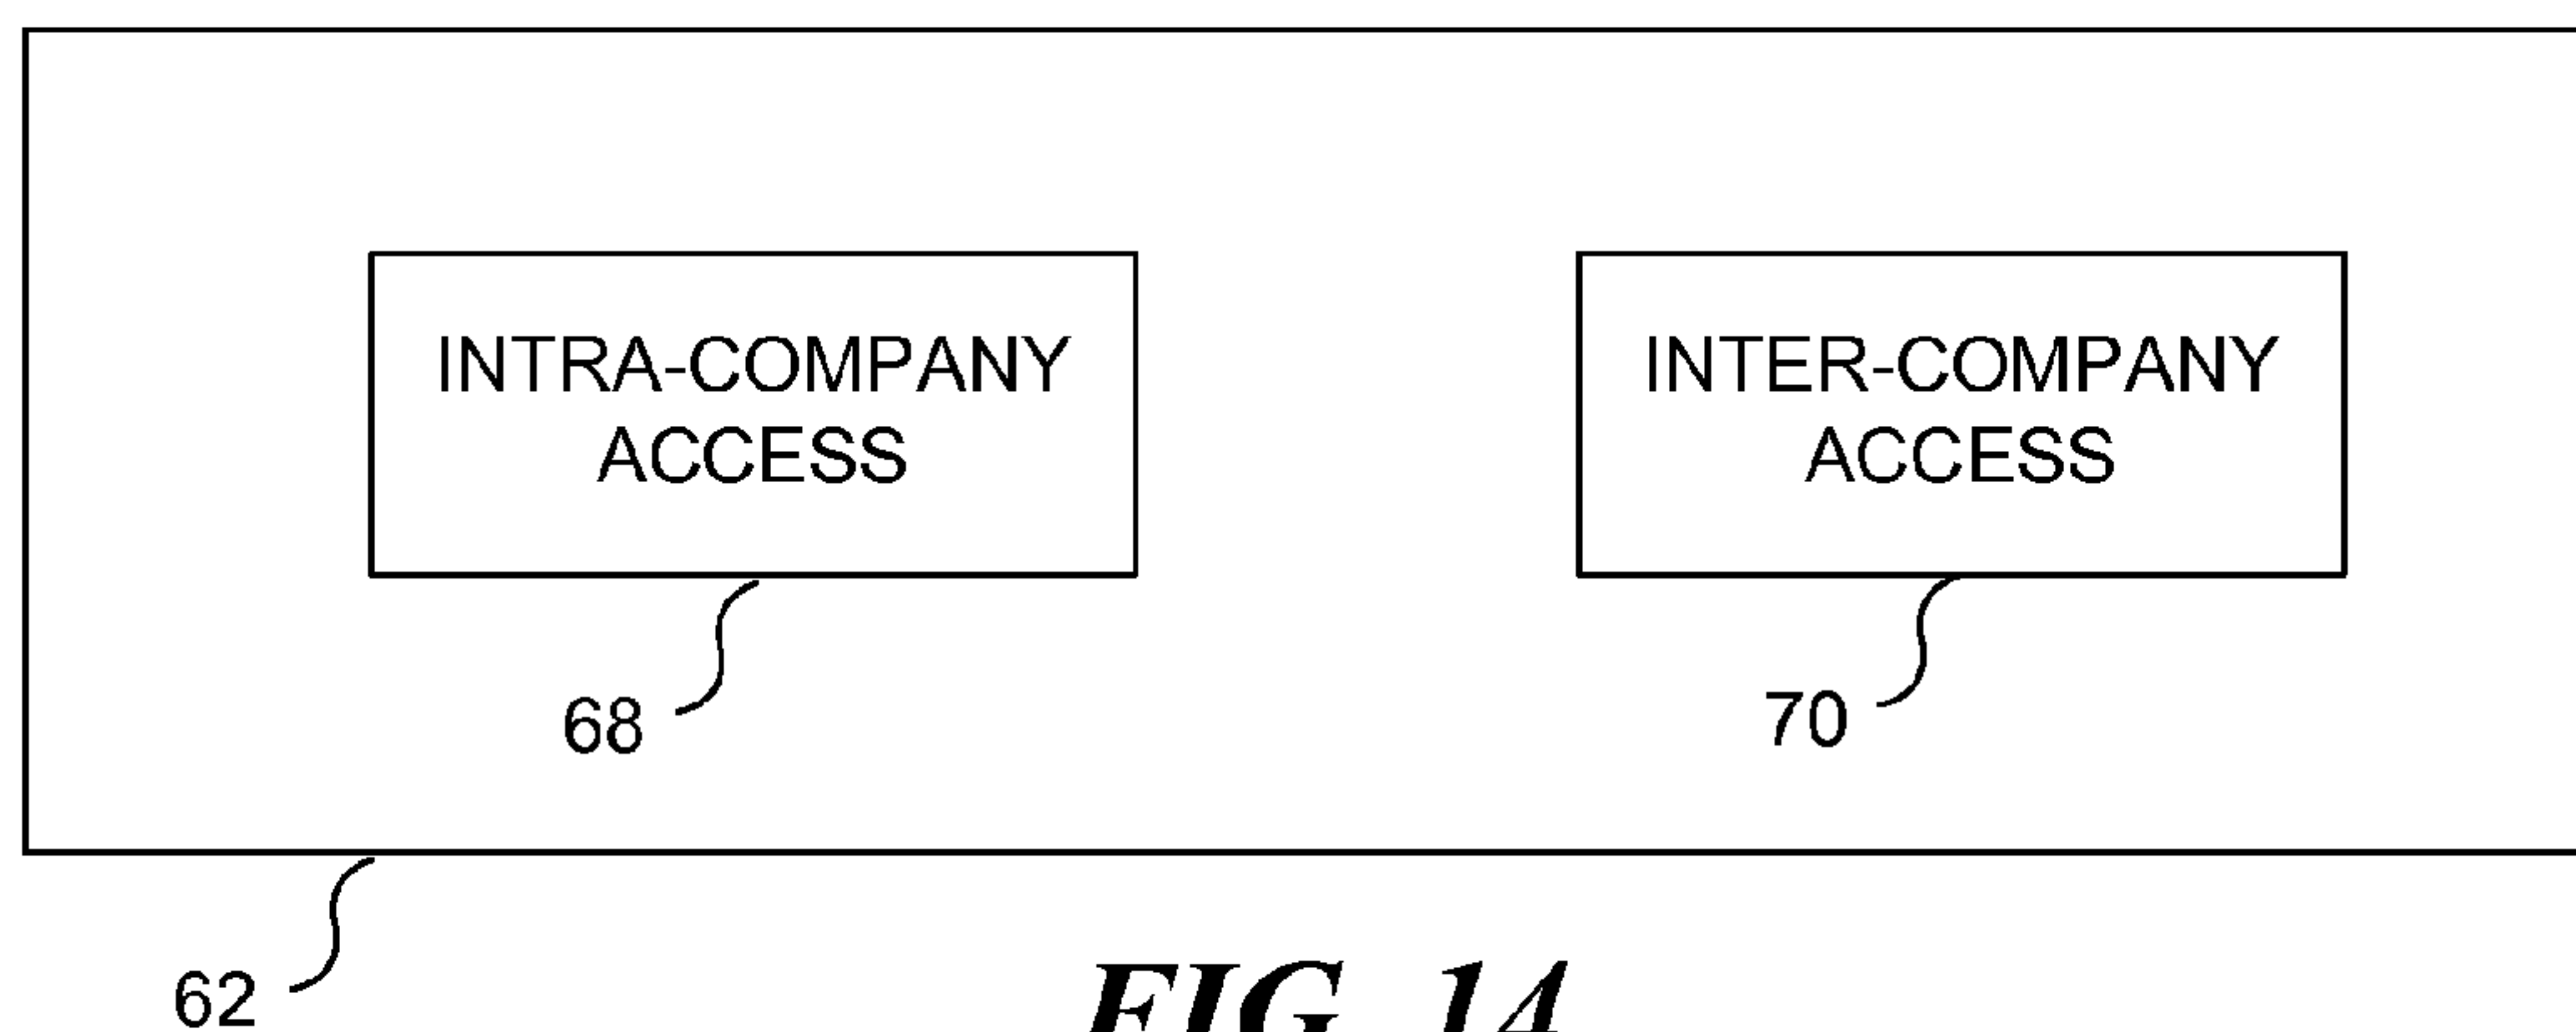 INTRA-COMPANY
ACCESS
INTER-COMPANY
ACCESS
68
70
62
FIG. 14